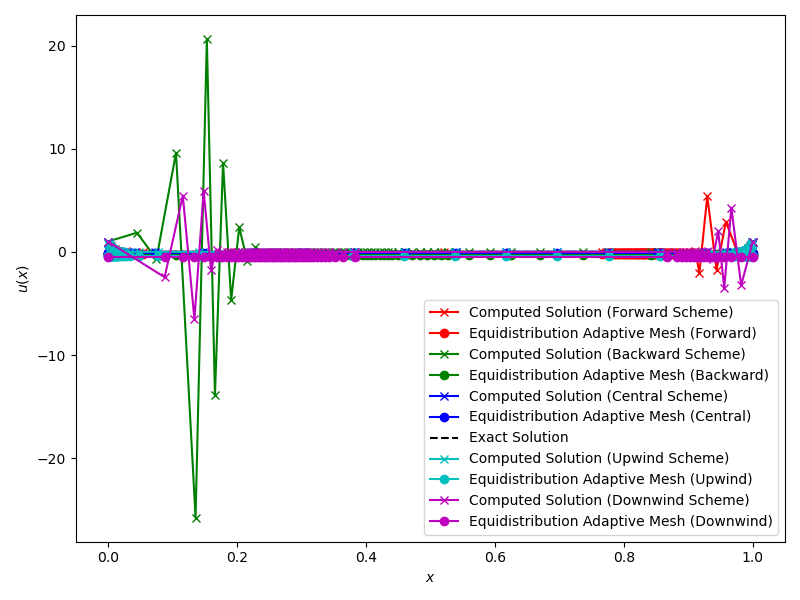 20
10
0
−10
−20
u(x)
0.0
0.2
0.4
0.6
0.8
1.0
x
Computed Solution (Forward Scheme)
Equidistribution Adaptive Mesh (Forward)
Computed Solution (Backward Scheme)
Equidistribution Adaptive Mesh (Backward)
Computed Solution (Central Scheme)
Equidistribution Adaptive Mesh (Central)
Exact Solution
Computed Solution (Upwind Scheme)
Equidistribution Adaptive Mesh (Upwind)
Computed Solution (Downwind Scheme)
Equidistribution Adaptive Mesh (Downwind)